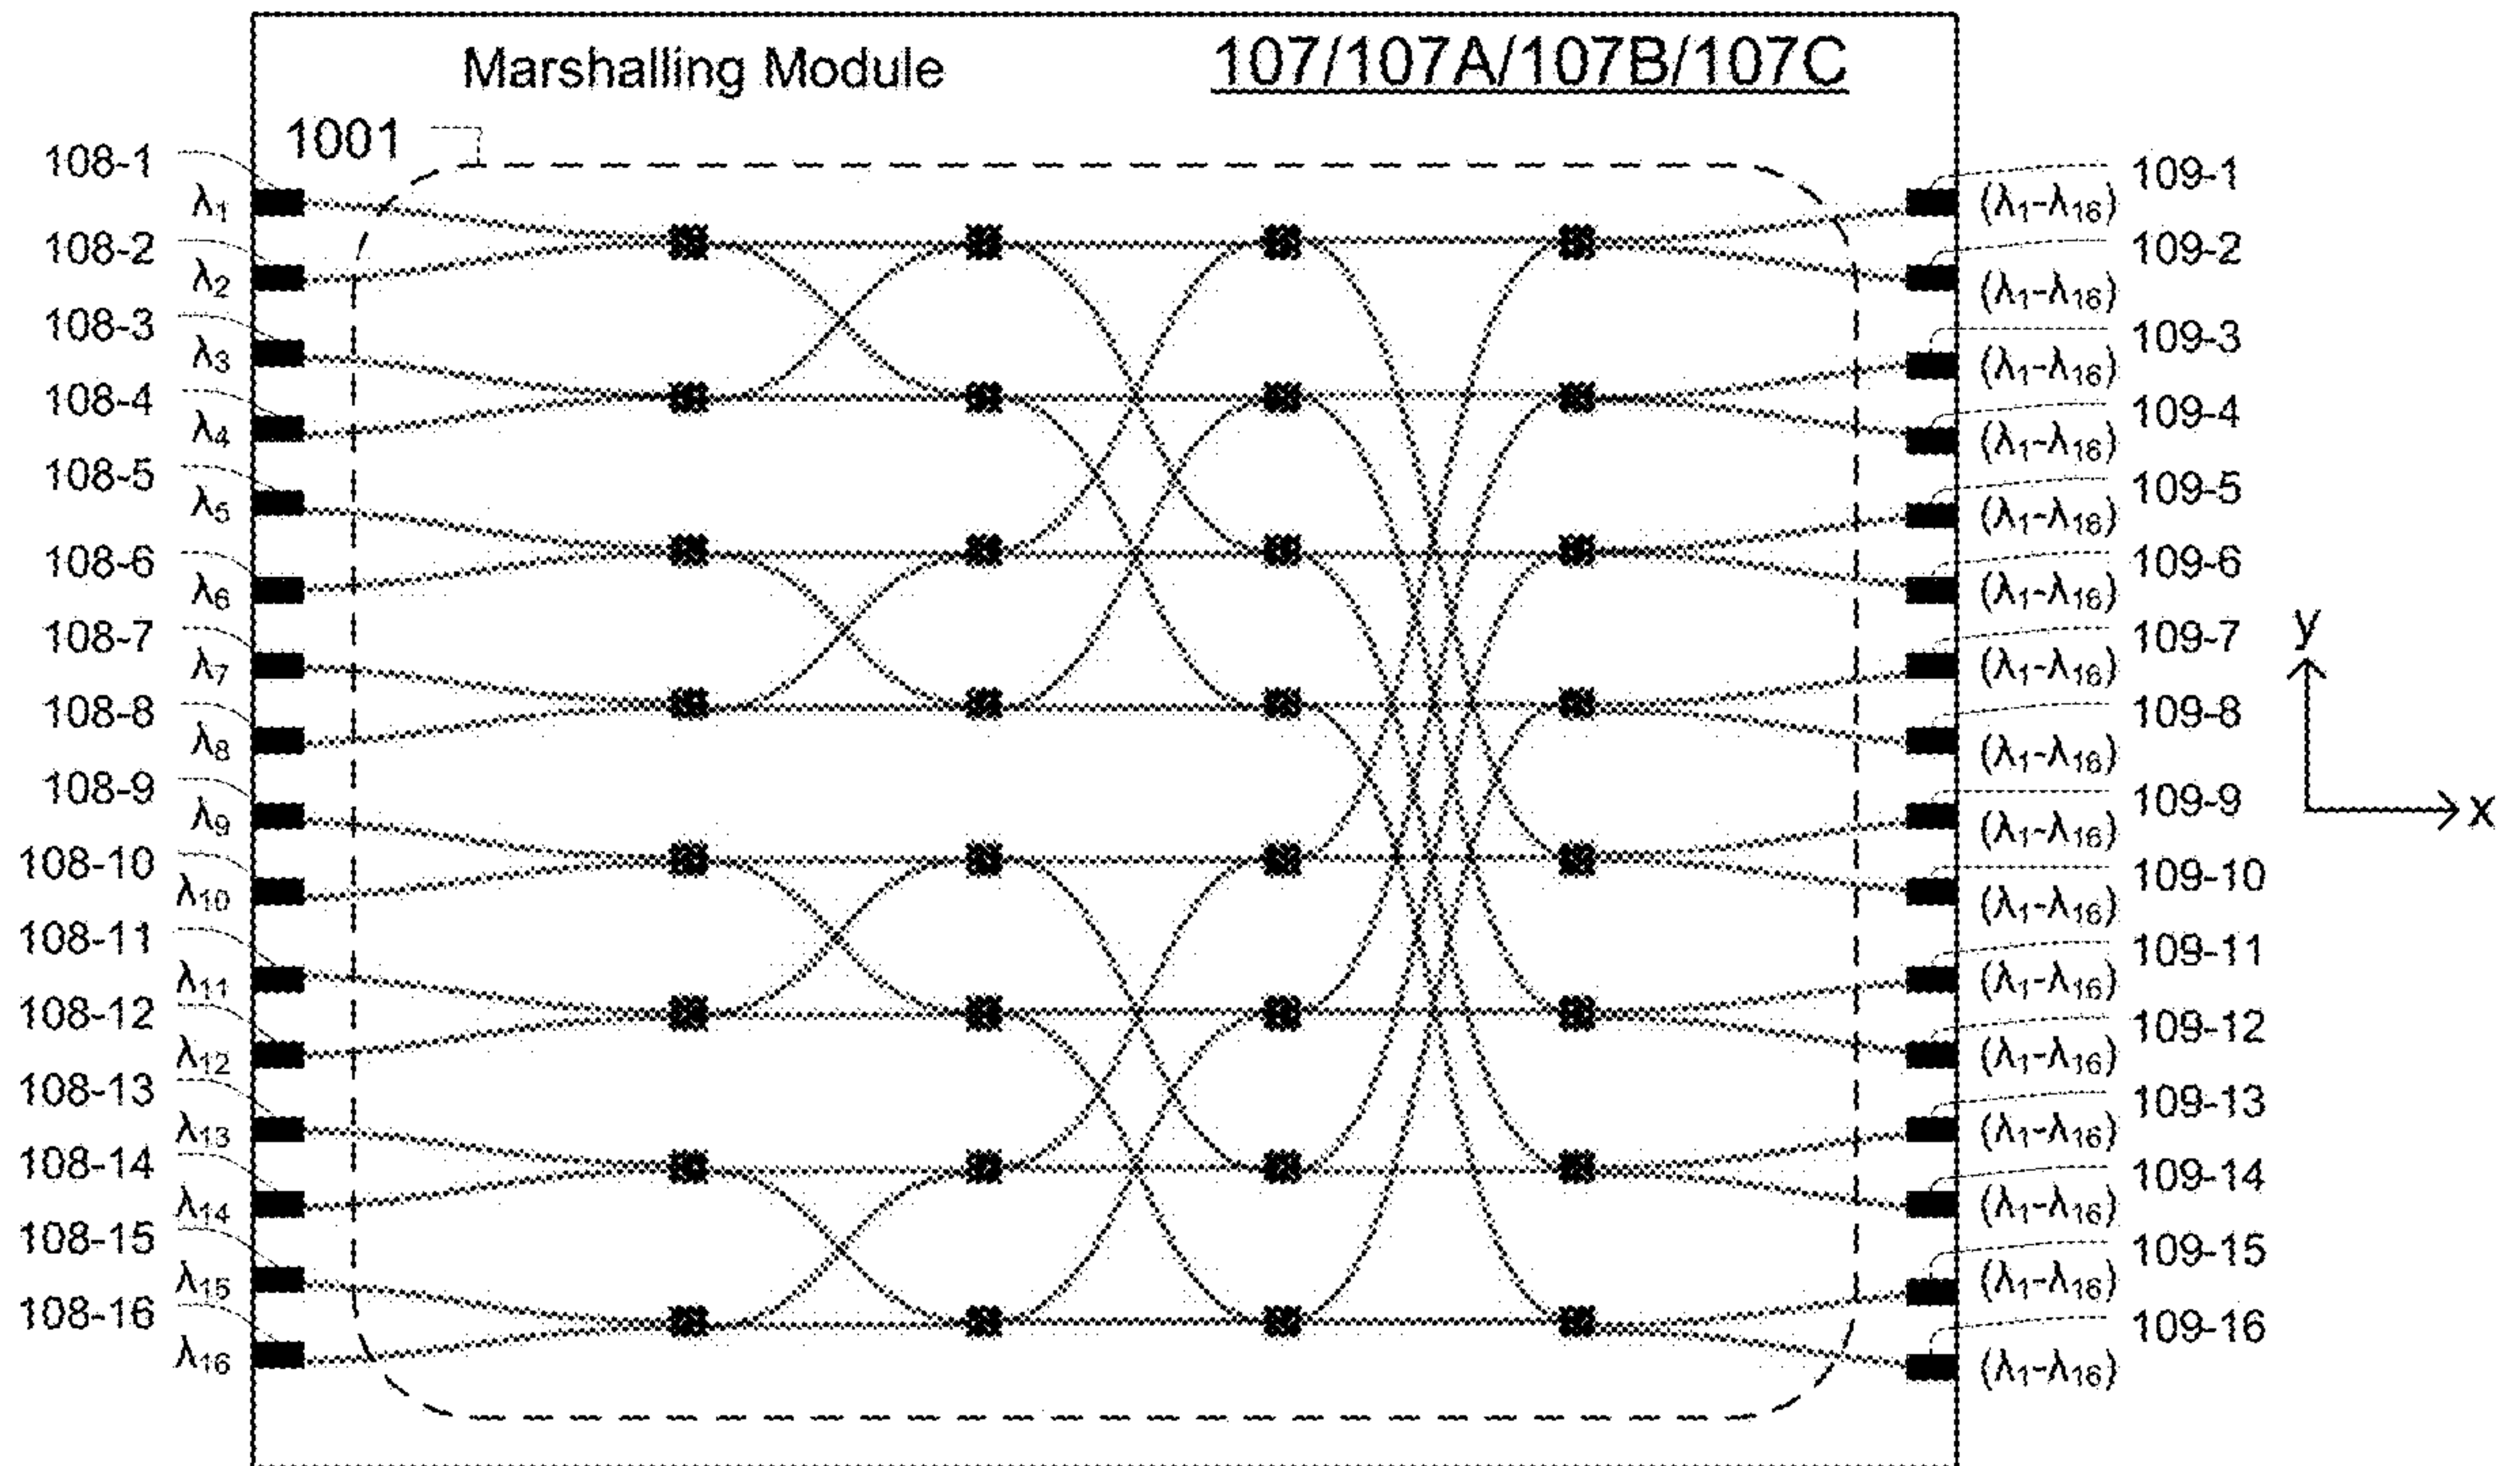 Marshalling Module 107/107A/107B/107C
1001
108-1
λ1
108-2
λ2
108-3
λ3
108-4
λ4
108-5
λ5
108-6
λ6
108-7
λ7
108-8
λ8
108-9
λ9
108-10
λ10
108-11
λ11
108-12
λ12
108-13
λ13
108-14
λ14
108-15
λ15
108-16
λ16
109-1
(λ1-λ16)
109-2
(λ1-λ16)
109-3
(λ1-λ16)
109-4
(λ1-λ16)
109-5
(λ1-λ16)
109-6
(λ1-λ16)
109-7
(λ1-λ16)
109-8
(λ1-λ16)
109-9
(λ1-λ16)
109-10
(λ1-λ16)
109-11
(λ1-λ16)
109-12
(λ1-λ16)
109-13
(λ1-λ16)
109-14
(λ1-λ16)
109-15
(λ1-λ16)
109-16
(λ1-λ16)
y
x